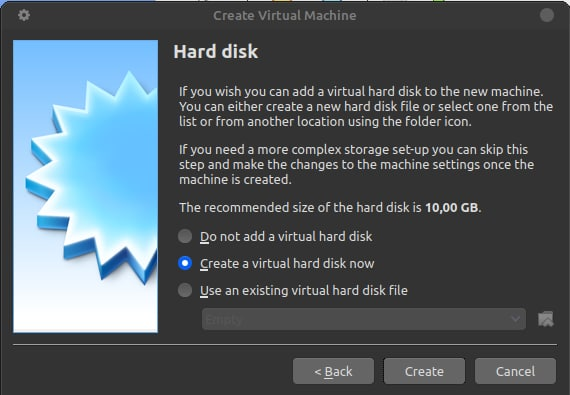 Create Virtual Machine
Hard disk
If you wish you can add a virtual hard disk to the new machine.
You can either create a new hard disk file or select one from the
list or from another location using the folder icon.
If you need a more complex storage set-up you can skip this
step and make the changes to the machine settings once the
machine is created.
The recommended size of the hard disk is 10,00 GB.
Do not add a virtual hard disk
Create a virtual hard disk now
Use an existing virtual hard disk file
Empty
< Back
Create
Cancel